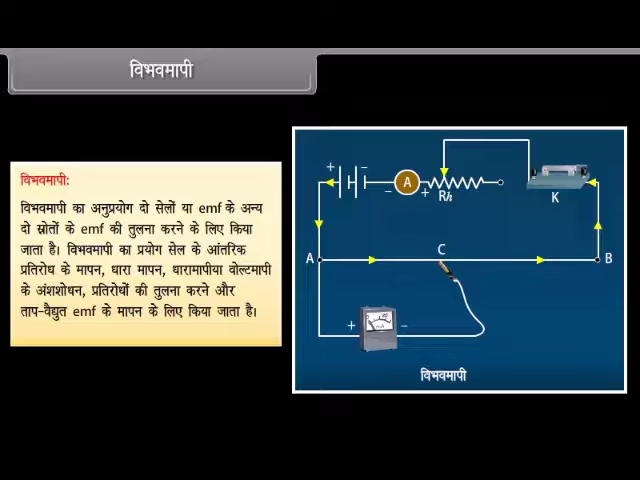 विभवमापी
विभवमापी:
विभवमापी का अनुप्रयोग दो सेलों या emf के अन्य
दो स्रोतों के emf की तुलना करने के लिए किया
जाता है। विभवमापी का प्रयोग सेल के आंतरिक
प्रतिरोध के मापन, धारा मापन, धारामापीया वोल्टमापी
के अंशशोधन, प्रतिरोधों की तुलना करने और
ताप-वैद्युत emf के मापन के लिए किया जाता है।
+ −
− A + Rh
K
A C B
+ −
विभवमापी